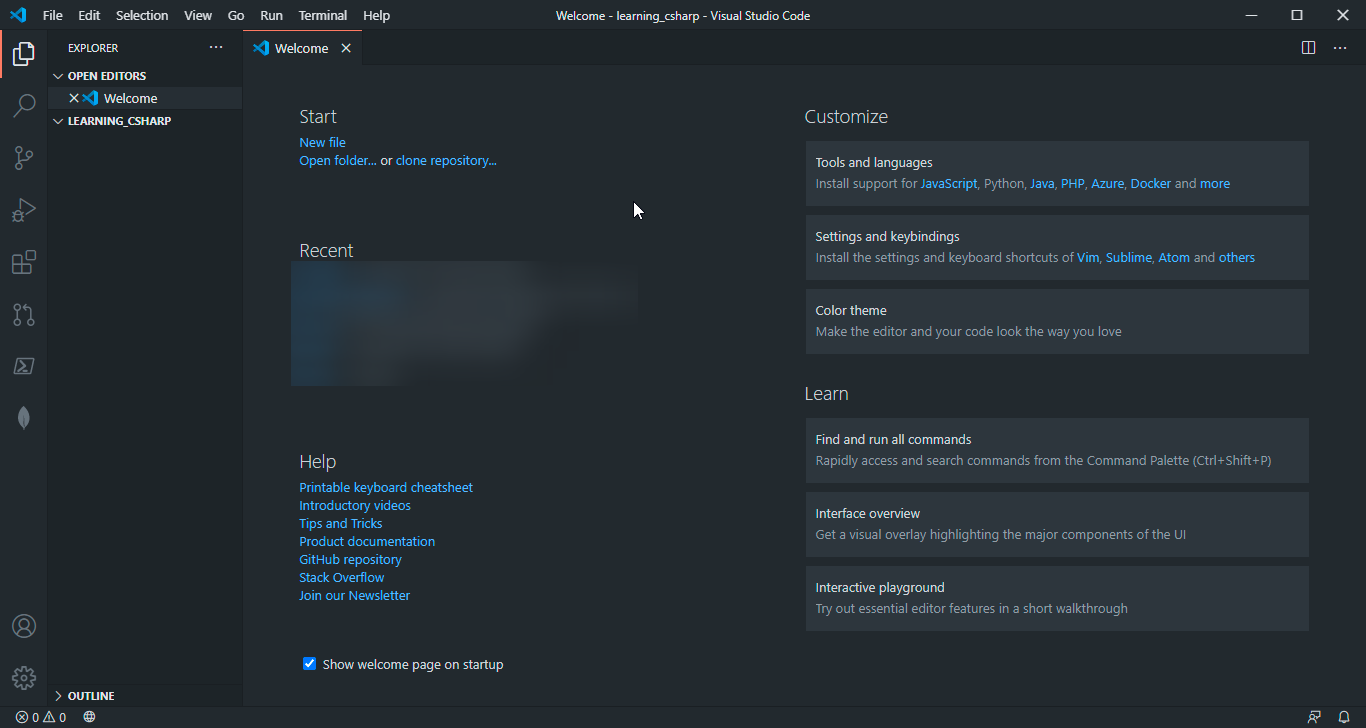 File Edit Selection View Go Run Terminal Help
Welcome - learning_csharp - Visual Studio Code
EXPLORER
OPEN EDITORS
Welcome
LEARNING_CSHARP
OUTLINE
Welcome
Start
New file
Open folder... or clone repository...
Recent
Help
Printable keyboard cheatsheet
Introductory videos
Tips and Tricks
Product documentation
GitHub repository
Stack Overflow
Join our Newsletter
Show welcome page on startup
Customize
Tools and languages
Install support for JavaScript, Python, Java, PHP, Azure, Docker and more
Settings and keybindings
Install the settings and keyboard shortcuts of Vim, Sublime, Atom and others
Color theme
Make the editor and your code look the way you love
Learn
Find and run all commands
Rapidly access and search commands from the Command Palette (Ctrl+Shift+P)
Interface overview
Get a visual overlay highlighting the major components of the UI
Interactive playground
Try out essential editor features in a short walkthrough
0 0